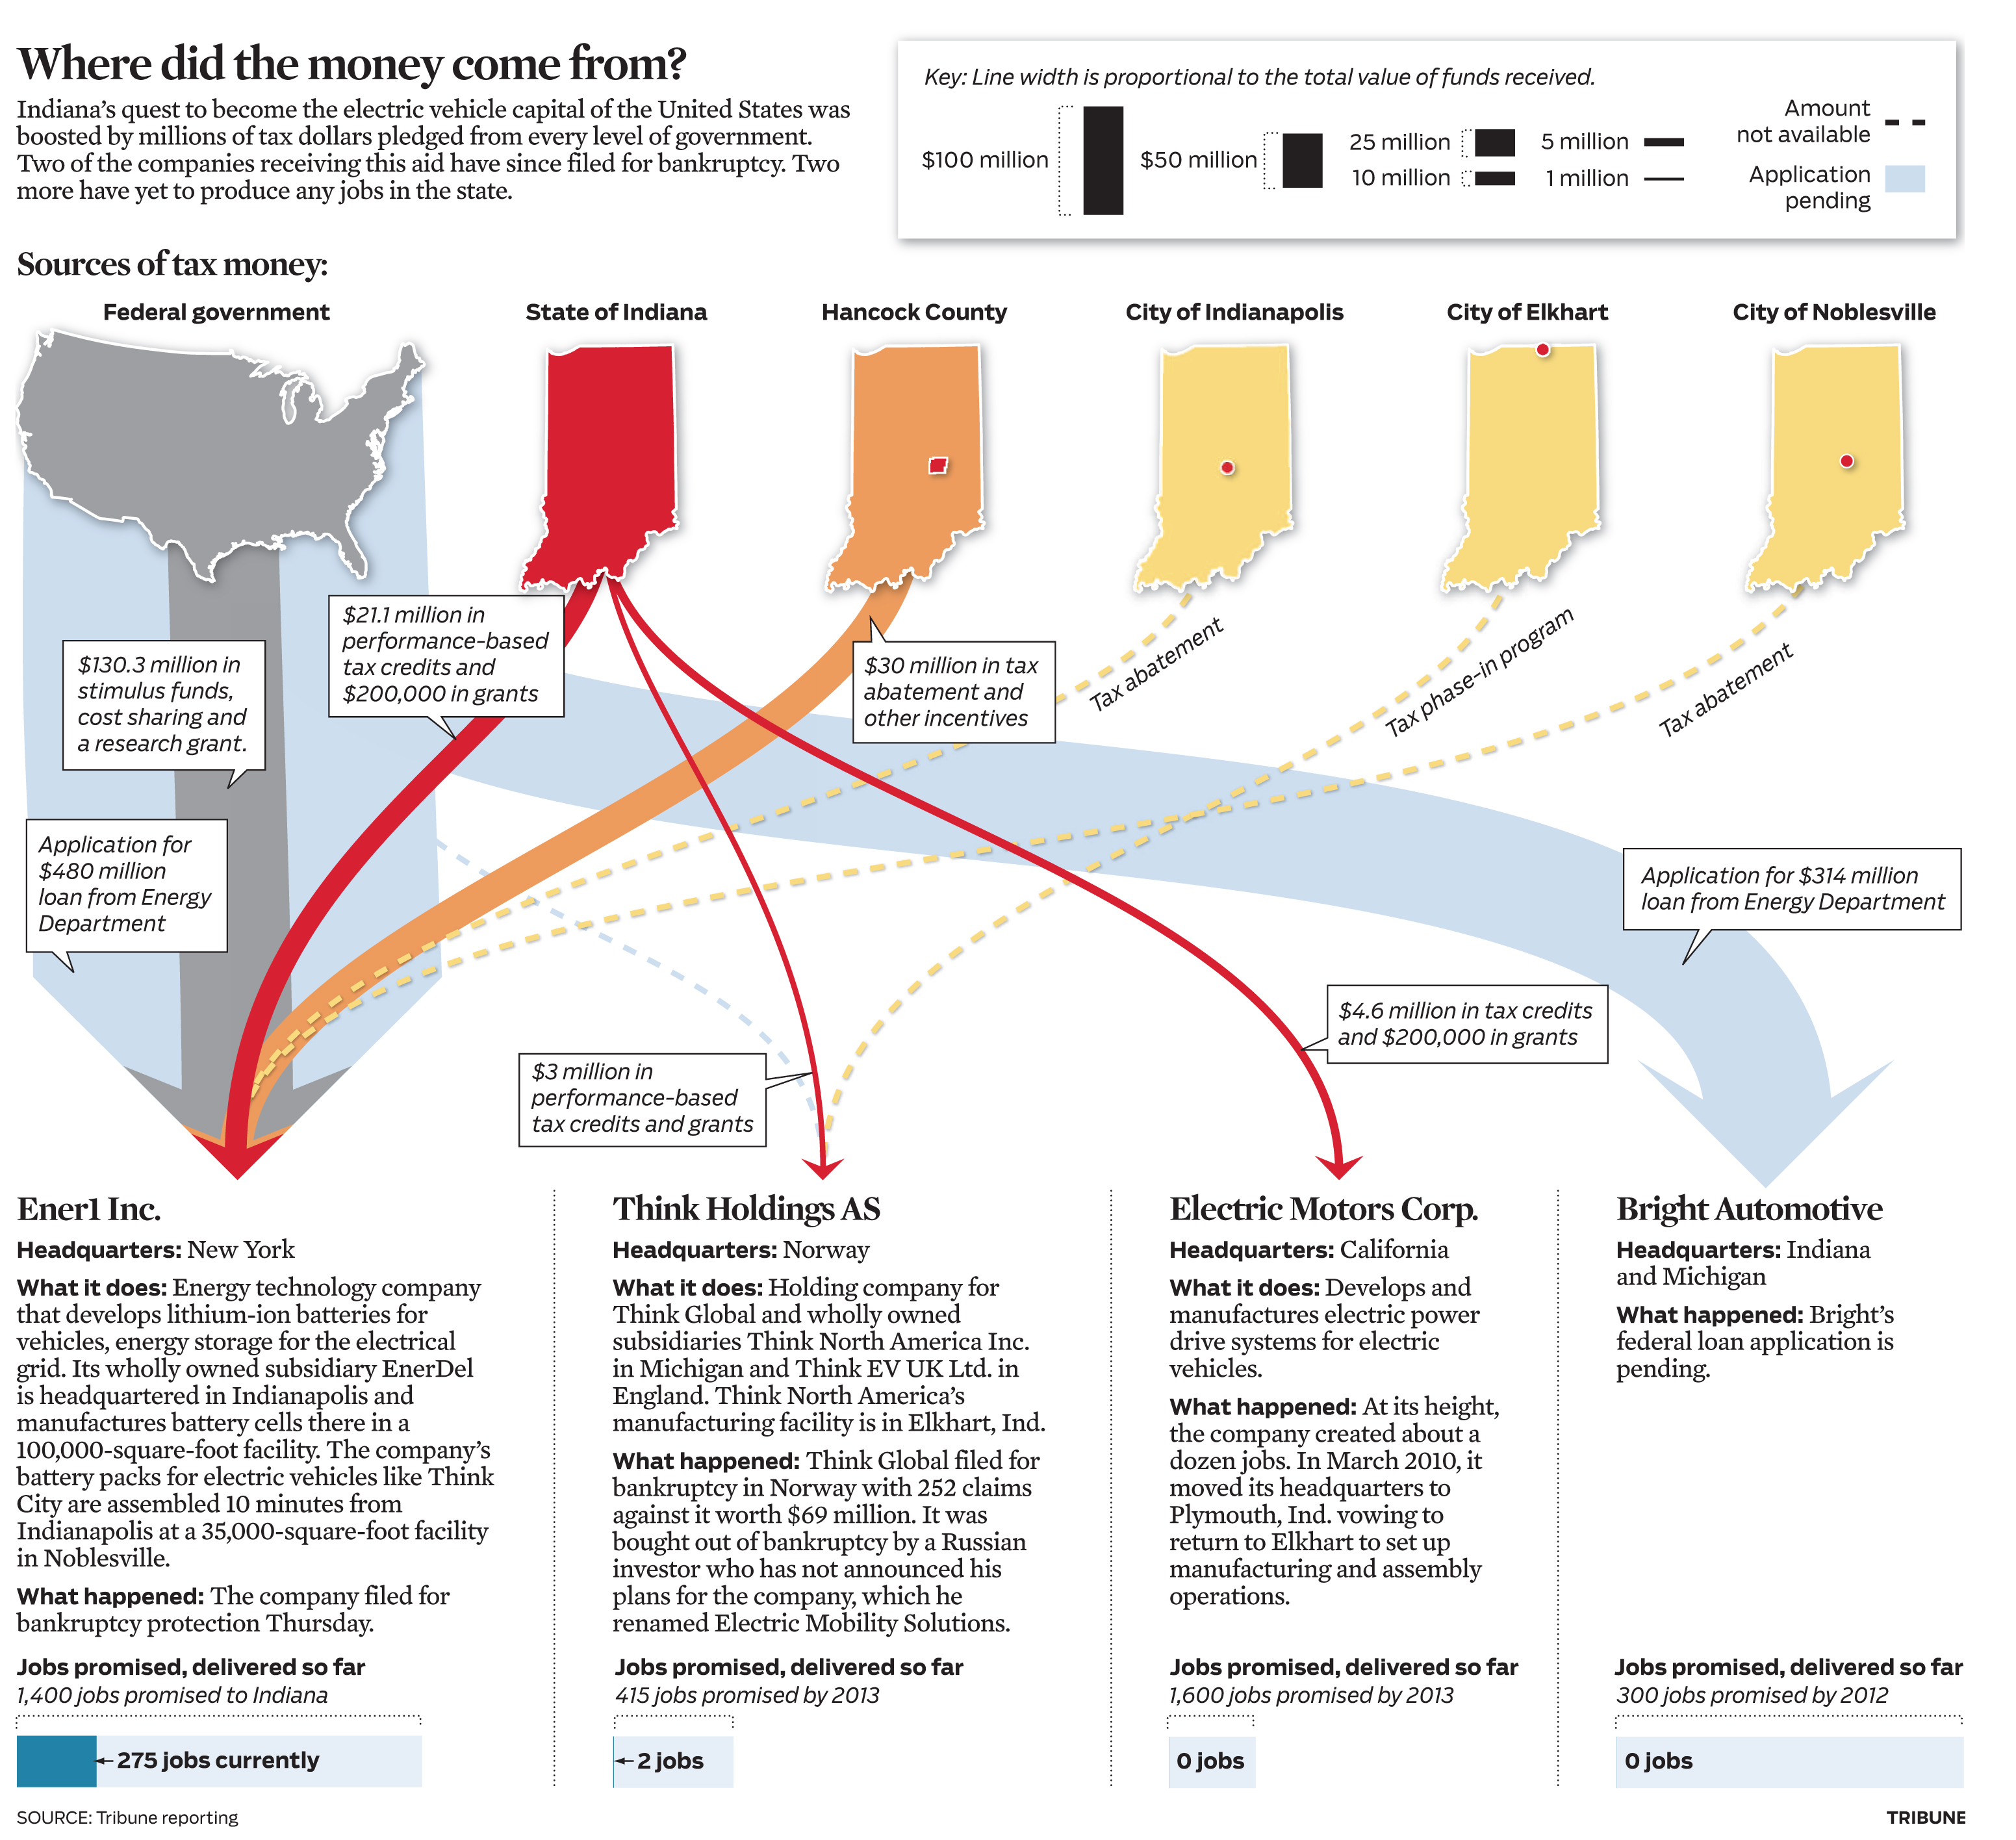 Where did the money come from?
Indiana's quest to become the electric vehicle capital of the United States was
boosted by millions of tax dollars pledged from every level of government.
Two of the companies receiving this aid have since filed for bankruptcy. Two
more have yet to produce any jobs in the state.
Key: Line width is proportional to the total value of funds received.
$100 million
$50 million
25 million
10 million
5 million
1 million
Amount
not available
Application
pending
Sources of tax money:
Federal government
State of Indiana
Hancock County
City of Indianapolis
City of Elkhart
City of Noblesville
$130.3 million in
stimulus funds,
cost sharing and
a research grant.
$21.1 million in
performance-based
tax credits and
$200,000 in grants
$30 million in tax
abatement and
other incentives
Tax abatement
Tax phase-in program
Tax abatement
Application for
$480 million
loan from Energy
Department
Application for $314 million
loan from Energy Department
$3 million in
performance-based
tax credits and grants
$4.6 million in tax credits
and $200,000 in grants
Ener1 Inc.
Headquarters: New York
What it does: Energy technology company
that develops lithium-ion batteries for
vehicles, energy storage for the electrical
grid. Its wholly owned subsidiary EnerDel
is headquartered in Indianapolis and
manufactures battery cells there in a
100,000-square-foot facility. The company's
battery packs for electric vehicles like Think
City are assembled 10 minutes from
Indianapolis at a 35,000-square-foot facility
in Noblesville.
What happened: The company filed for
bankruptcy protection Thursday.
Jobs promised, delivered so far
1,400 jobs promised to Indiana
275 jobs currently
Think Holdings AS
Headquarters: Norway
What it does: Holding company for
Think Global and wholly owned
subsidiaries Think North America Inc.
in Michigan and Think EV UK Ltd. in
England. Think North America's
manufacturing facility is in Elkhart, Ind.
What happened: Think Global filed for
bankruptcy in Norway with 252 claims
against it worth $69 million. It was
bought out of bankruptcy by a Russian
investor who has not announced his
plans for the company, which he
renamed Electric Mobility Solutions.
Jobs promised, delivered so far
415 jobs promised by 2013
2 jobs
Electric Motors Corp.
Headquarters: California
What it does: Develops and
manufactures electric power
drive systems for electric
vehicles.
What happened: At its height,
the company created about a
dozen jobs. In March 2010, it
moved its headquarters to
Plymouth, Ind. vowing to
return to Elkhart to set up
manufacturing and assembly
operations.
Jobs promised, delivered so far
1,600 jobs promised by 2013
0 jobs
Bright Automotive
Headquarters: Indiana
and Michigan
What happened: Bright's
federal loan application is
pending.
Jobs promised, delivered so far
300 jobs promised by 2012
0 jobs
SOURCE: Tribune reporting
TRIBUNE